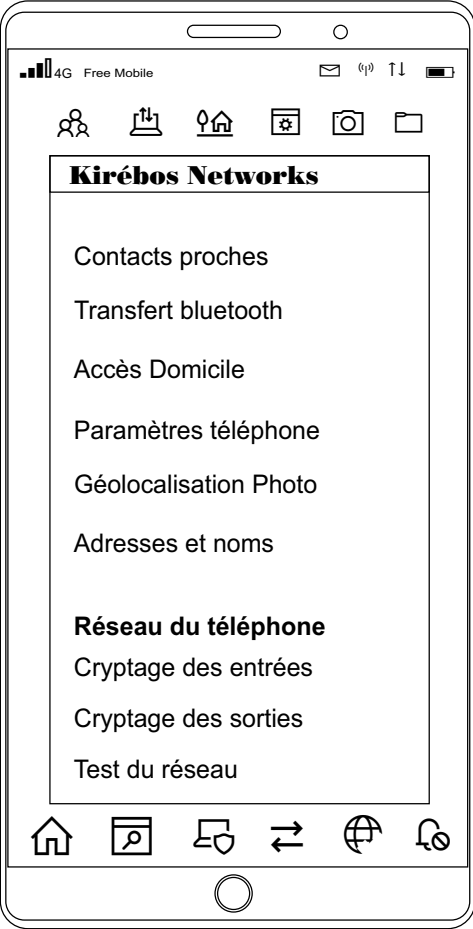 4G Free Mobile
Kirébos Networks
Contacts proches
Transfert bluetooth
Accès Domicile
Paramètres téléphone
Géolocalisation Photo
Adresses et noms
Réseau du téléphone
Cryptage des entrées
Cryptage des sorties
Test du réseau